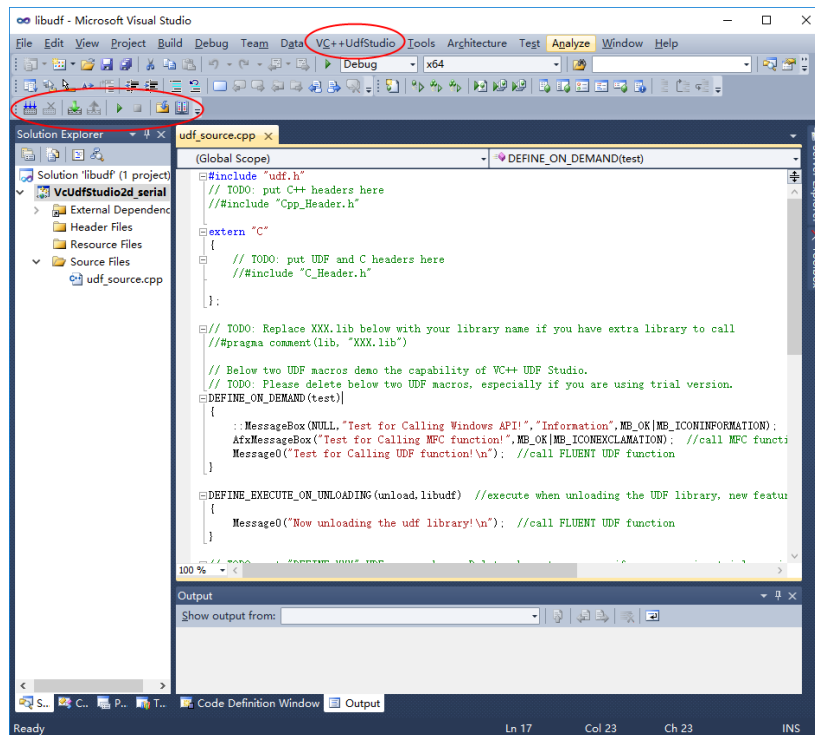 libudf - Microsoft Visual Studio
File Edit View Project Build Debug Team Data VC++UdfStudio Tools Architecture Test Analyze Window Help
Debug x64
Solution Explorer
udf_source.cpp
(Global Scope) DEFINE_ON_DEMAND(test)
Solution 'libudf' (1 project)
VcUdfStudio2d_serial
External Dependenc
Header Files
Resource Files
Source Files
udf_source.cpp
#include "udf.h"
// TODO: put C++ headers here
//#include "Cpp_Header.h"
extern "C"
{
// TODO: put UDF and C headers here
//#include "C_Header.h"
};
// TODO: Replace XXX.lib below with your library name if you have extra library to call
//#pragma comment(lib, "XXX.lib")
// Below two UDF macros demo the capability of VC++ UDF Studio.
// TODO: Please delete below two UDF macros, especially if you are using trial version.
DEFINE_ON_DEMAND(test)
{
::MessageBox(NULL,"Test for Calling Windows API!","Information",MB_OK|MB_ICONINFORMATION);
AfxMessageBox("Test for Calling MFC function!",MB_OK|MB_ICONEXCLAMATION); //call MFC functi
Message0("Test for Calling UDF function!\n"); //call FLUENT UDF function
}
DEFINE_EXECUTE_ON_UNLOADING(unload,libudf) //execute when unloading the UDF library, new featur
{
Message0("Now unloading the udf library!\n"); //call FLUENT UDF function
}
100 %
Output
Show output from:
S... C.. P... T..
Code Definition Window Output
Ready Ln 17 Col 23 Ch 23 INS